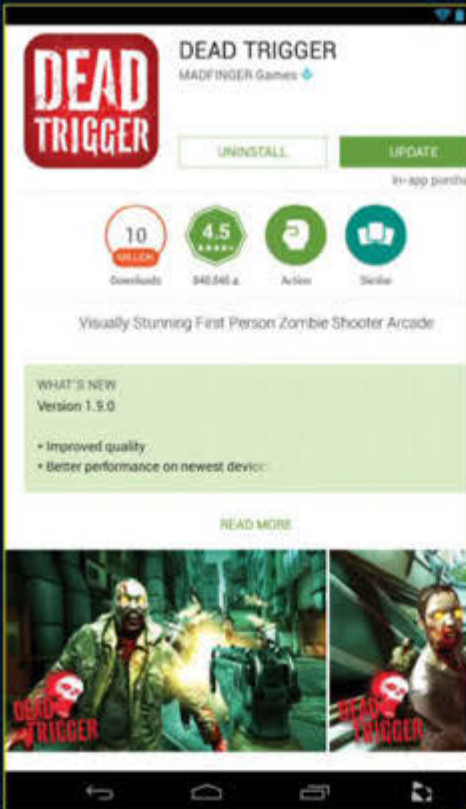 DEAD
TRIGGER
DEAD TRIGGER
MADFINGER Games
UNINSTALL
UPDATE
In-app purcha
10
MILLION
4.5
Downloads
Action
Similar
Visually Stunning First Person Zombie Shooter Arcade
WHAT'S NEW
Version 1.9.0
• Improved quality
• Better performance on newest device
READ MORE
DEAD
TRIGGER
DEAD
TRIGGER